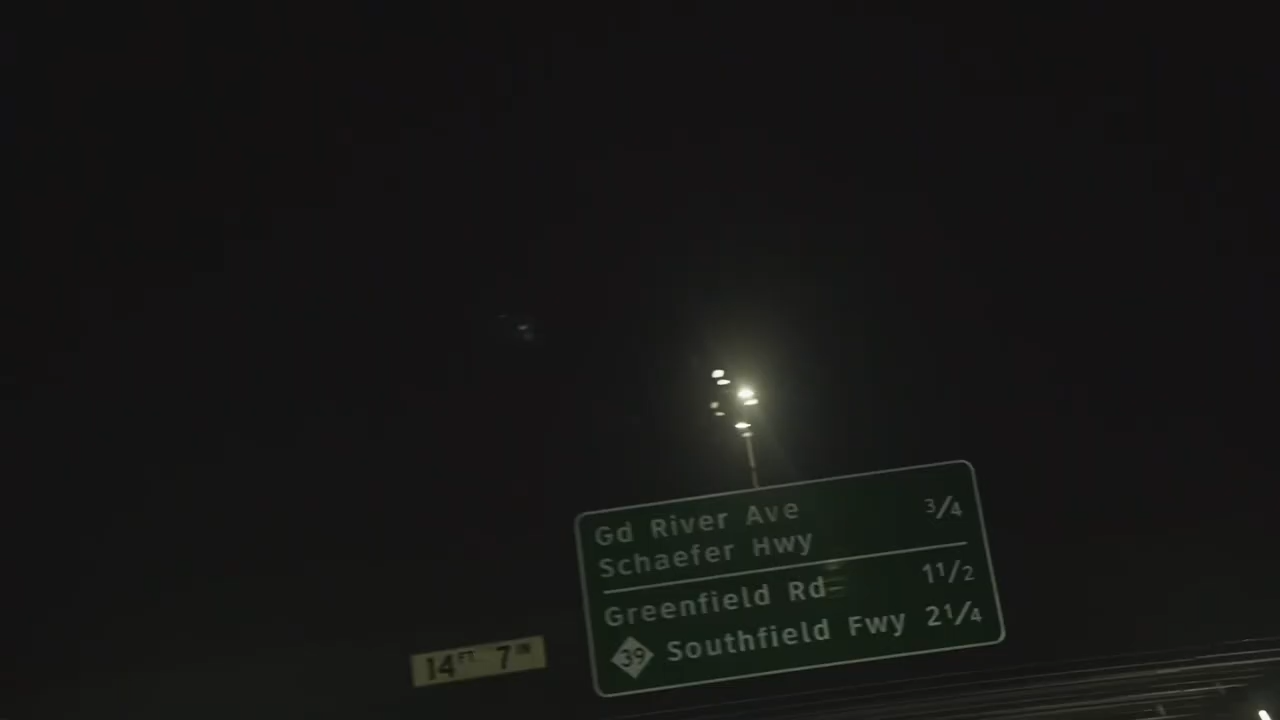 Gd River Ave 3/4
Schaefer Hwy
Greenfield Rd 1 1/2
39 Southfield Fwy 2 1/4
14 FT 7 IN